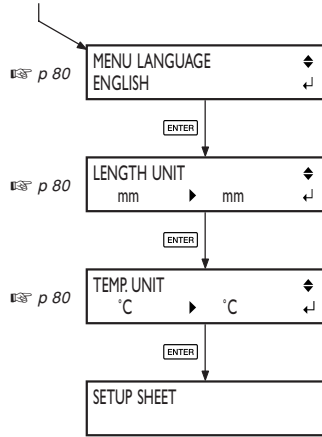 ☞ p 80
MENU LANGUAGE
ENGLISH
ENTER
☞ p 80
LENGTH UNIT
mm mm
ENTER
☞ p 80
TEMP. UNIT
˚C ˚C
ENTER
SETUP SHEET